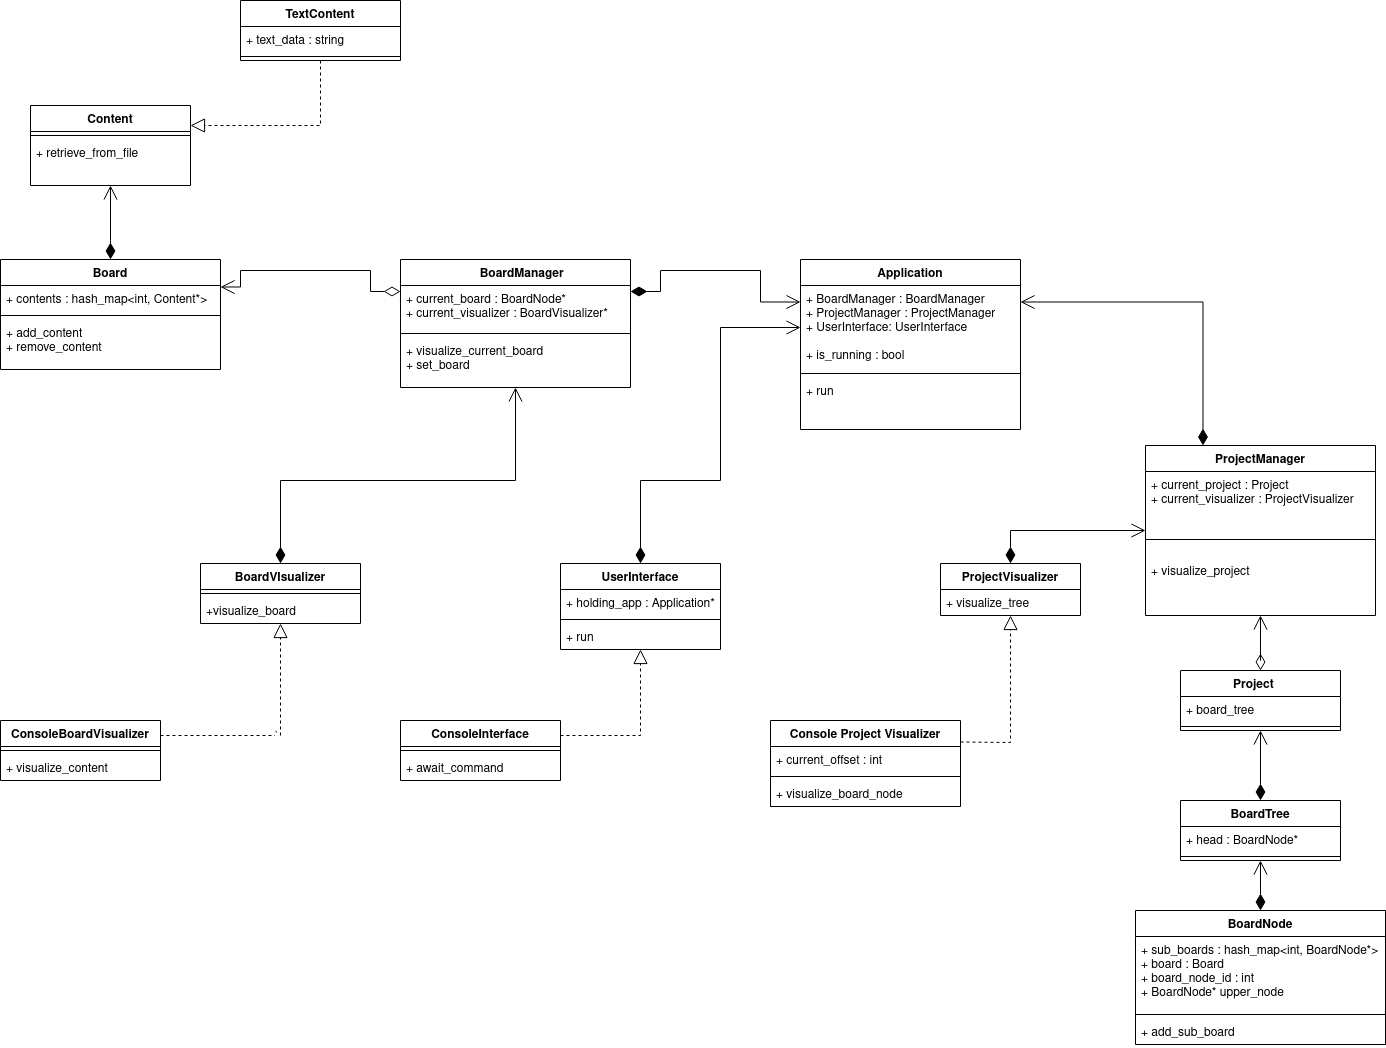 TextContent
+ text_data : string
Content
+ retrieve_from_file
Board
+ contents : hash_map<int, Content*>
+ add_content
+ remove_content
BoardManager
+ current_board : BoardNode*
+ current_visualizer : BoardVisualizer*
+ visualize_current_board
+ set_board
Application
+ BoardManager : BoardManager
+ ProjectManager : ProjectManager
+ UserInterface: UserInterface
+ is_running : bool
+ run
ProjectManager
+ current_project : Project
+ current_visualizer : ProjectVisualizer
+ visualize_project
BoardVIsualizer
+visualize_board
UserInterface
+ holding_app : Application*
+ run
ProjectVisualizer
+ visualize_tree
Project
+ board_tree
ConsoleBoardVisualizer
+ visualize_content
ConsoleInterface
+ await_command
Console Project Visualizer
+ current_offset : int
+ visualize_board_node
BoardTree
+ head : BoardNode*
BoardNode
+ sub_boards : hash_map<int, BoardNode*>
+ board : Board
+ board_node_id : int
+ BoardNode* upper_node
+ add_sub_board